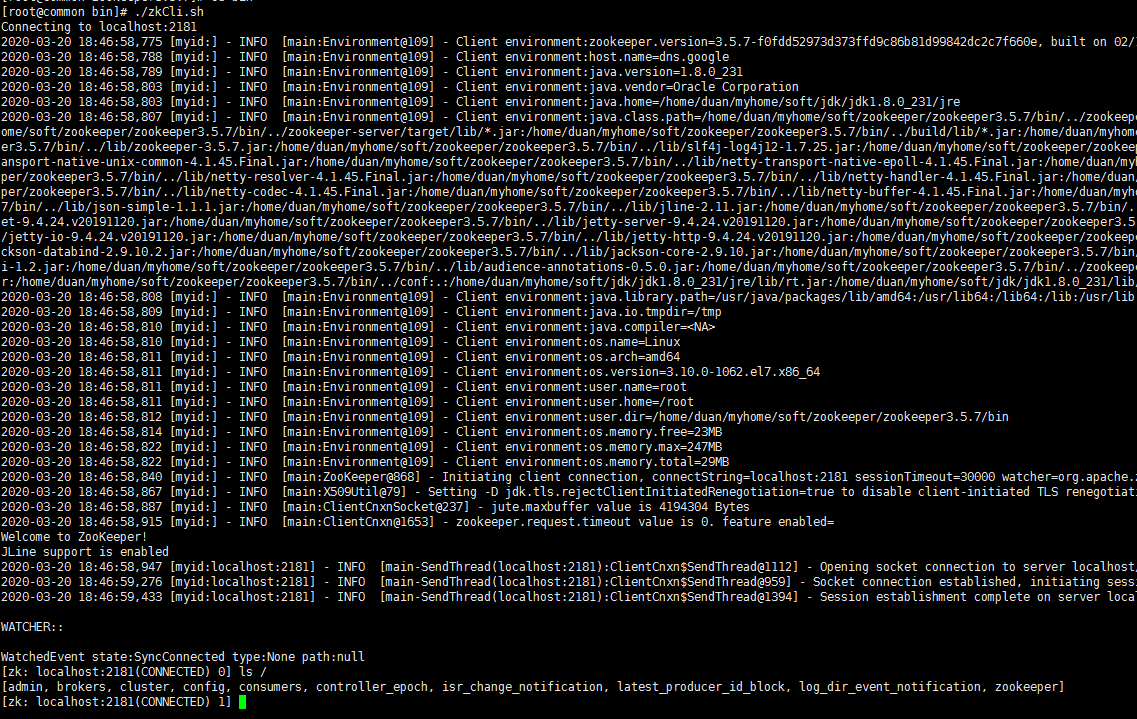 [root@common bin]# ./zkCli.sh
Connecting to localhost:2181
2020-03-20 18:46:58,775 [myid:] - INFO  [main:Environment@109] - Client environment:zookeeper.version=3.5.7-f0fdd52973d373ffd9c86b81d99842dc2c7f660e, built on 02/
2020-03-20 18:46:58,788 [myid:] - INFO  [main:Environment@109] - Client environment:host.name=dns.google
2020-03-20 18:46:58,789 [myid:] - INFO  [main:Environment@109] - Client environment:java.version=1.8.0_231
2020-03-20 18:46:58,803 [myid:] - INFO  [main:Environment@109] - Client environment:java.vendor=Oracle Corporation
2020-03-20 18:46:58,803 [myid:] - INFO  [main:Environment@109] - Client environment:java.home=/home/duan/myhome/soft/jdk/jdk1.8.0_231/jre
2020-03-20 18:46:58,807 [myid:] - INFO  [main:Environment@109] - Client environment:java.class.path=/home/duan/myhome/soft/zookeeper/zookeeper3.5.7/bin/../zookeep
ome/soft/zookeeper/zookeeper3.5.7/bin/../zookeeper-server/target/lib/*.jar:/home/duan/myhome/soft/zookeeper/zookeeper3.5.7/bin/../build/lib/*.jar:/home/duan/myhom
er3.5.7/bin/../lib/zookeeper-3.5.7.jar:/home/duan/myhome/soft/zookeeper/zookeeper3.5.7/bin/../lib/slf4j-log4j12-1.7.25.jar:/home/duan/myhome/soft/zookeeper/zookee
ansport-native-unix-common-4.1.45.Final.jar:/home/duan/myhome/soft/zookeeper/zookeeper3.5.7/bin/../lib/netty-transport-native-epoll-4.1.45.Final.jar:/home/duan/my
per/zookeeper3.5.7/bin/../lib/netty-resolver-4.1.45.Final.jar:/home/duan/myhome/soft/zookeeper/zookeeper3.5.7/bin/../lib/netty-handler-4.1.45.Final.jar:/home/duan
per/zookeeper3.5.7/bin/../lib/netty-codec-4.1.45.Final.jar:/home/duan/myhome/soft/zookeeper/zookeeper3.5.7/bin/../lib/netty-buffer-4.1.45.Final.jar:/home/duan/myh
7/bin/../lib/json-simple-1.1.1.jar:/home/duan/myhome/soft/zookeeper/zookeeper3.5.7/bin/../lib/jline-2.11.jar:/home/duan/myhome/soft/zookeeper/zookeeper3.5.7/bin/.
et-9.4.24.v20191120.jar:/home/duan/myhome/soft/zookeeper/zookeeper3.5.7/bin/../lib/jetty-server-9.4.24.v20191120.jar:/home/duan/myhome/soft/zookeeper/zookeeper3.5
/jetty-io-9.4.24.v20191120.jar:/home/duan/myhome/soft/zookeeper/zookeeper3.5.7/bin/../lib/jetty-http-9.4.24.v20191120.jar:/home/duan/myhome/soft/zookeeper/zookeep
ckson-databind-2.9.10.2.jar:/home/duan/myhome/soft/zookeeper/zookeeper3.5.7/bin/../lib/jackson-core-2.9.10.jar:/home/duan/myhome/soft/zookeeper/zookeeper3.5.7/bin
i-1.2.jar:/home/duan/myhome/soft/zookeeper/zookeeper3.5.7/bin/../lib/audience-annotations-0.5.0.jar:/home/duan/myhome/soft/zookeeper/zookeeper3.5.7/bin/../zookeep
r:/home/duan/myhome/soft/zookeeper/zookeeper3.5.7/bin/../conf:.:/home/duan/myhome/soft/jdk/jdk1.8.0_231/jre/lib/rt.jar:/home/duan/myhome/soft/jdk/jdk1.8.0_231/lib/
2020-03-20 18:46:58,808 [myid:] - INFO  [main:Environment@109] - Client environment:java.library.path=/usr/java/packages/lib/amd64:/usr/lib64:/lib64:/lib:/usr/lib
2020-03-20 18:46:58,809 [myid:] - INFO  [main:Environment@109] - Client environment:java.io.tmpdir=/tmp
2020-03-20 18:46:58,810 [myid:] - INFO  [main:Environment@109] - Client environment:java.compiler=<NA>
2020-03-20 18:46:58,810 [myid:] - INFO  [main:Environment@109] - Client environment:os.name=Linux
2020-03-20 18:46:58,811 [myid:] - INFO  [main:Environment@109] - Client environment:os.arch=amd64
2020-03-20 18:46:58,811 [myid:] - INFO  [main:Environment@109] - Client environment:os.version=3.10.0-1062.el7.x86_64
2020-03-20 18:46:58,811 [myid:] - INFO  [main:Environment@109] - Client environment:user.name=root
2020-03-20 18:46:58,811 [myid:] - INFO  [main:Environment@109] - Client environment:user.home=/root
2020-03-20 18:46:58,812 [myid:] - INFO  [main:Environment@109] - Client environment:user.dir=/home/duan/myhome/soft/zookeeper/zookeeper3.5.7/bin
2020-03-20 18:46:58,814 [myid:] - INFO  [main:Environment@109] - Client environment:os.memory.free=23MB
2020-03-20 18:46:58,822 [myid:] - INFO  [main:Environment@109] - Client environment:os.memory.max=247MB
2020-03-20 18:46:58,822 [myid:] - INFO  [main:Environment@109] - Client environment:os.memory.total=29MB
2020-03-20 18:46:58,840 [myid:] - INFO  [main:ZooKeeper@868] - Initiating client connection, connectString=localhost:2181 sessionTimeout=30000 watcher=org.apache.
2020-03-20 18:46:58,867 [myid:] - INFO  [main:X509Util@79] - Setting -D jdk.tls.rejectClientInitiatedRenegotiation=true to disable client-initiated TLS renegotiati
2020-03-20 18:46:58,887 [myid:] - INFO  [main:ClientCnxnSocket@237] - jute.maxbuffer value is 4194304 Bytes
2020-03-20 18:46:58,915 [myid:] - INFO  [main:ClientCnxn@1653] - zookeeper.request.timeout value is 0. feature enabled=
Welcome to ZooKeeper!
JLine support is enabled
2020-03-20 18:46:58,947 [myid:localhost:2181] - INFO  [main-SendThread(localhost:2181):ClientCnxn$SendThread@1112] - Opening socket connection to server localhost/
2020-03-20 18:46:59,276 [myid:localhost:2181] - INFO  [main-SendThread(localhost:2181):ClientCnxn$SendThread@959] - Socket connection established, initiating sessi
2020-03-20 18:46:59,433 [myid:localhost:2181] - INFO  [main-SendThread(localhost:2181):ClientCnxn$SendThread@1394] - Session establishment complete on server local
WATCHER::
WatchedEvent state:SyncConnected type:None path:null
[zk: localhost:2181(CONNECTED) 0] ls /
[admin, brokers, cluster, config, consumers, controller_epoch, isr_change_notification, latest_producer_id_block, log_dir_event_notification, zookeeper]
[zk: localhost:2181(CONNECTED) 1]